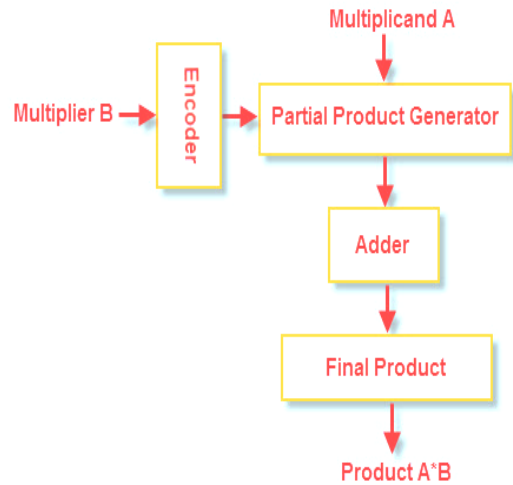 Multiplicand A
Multiplier B
Encoder
Partial Product Generator
Adder
Final Product
Product A*B